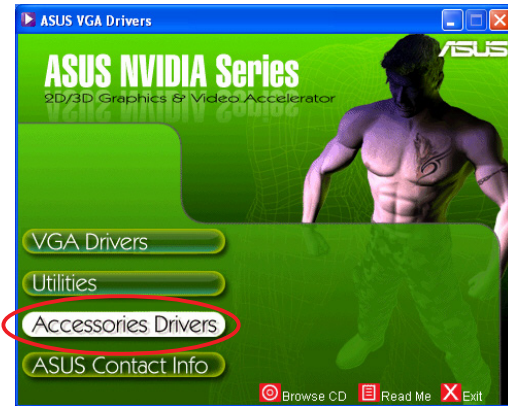 ASUS VGA Drivers
ASUS
ASUS NVIDIA Series
2D/3D Graphics & Video Accelerator
VGA Drivers
Utilities
Accessories Drivers
ASUS Contact Info
Browse CD Read Me Exit